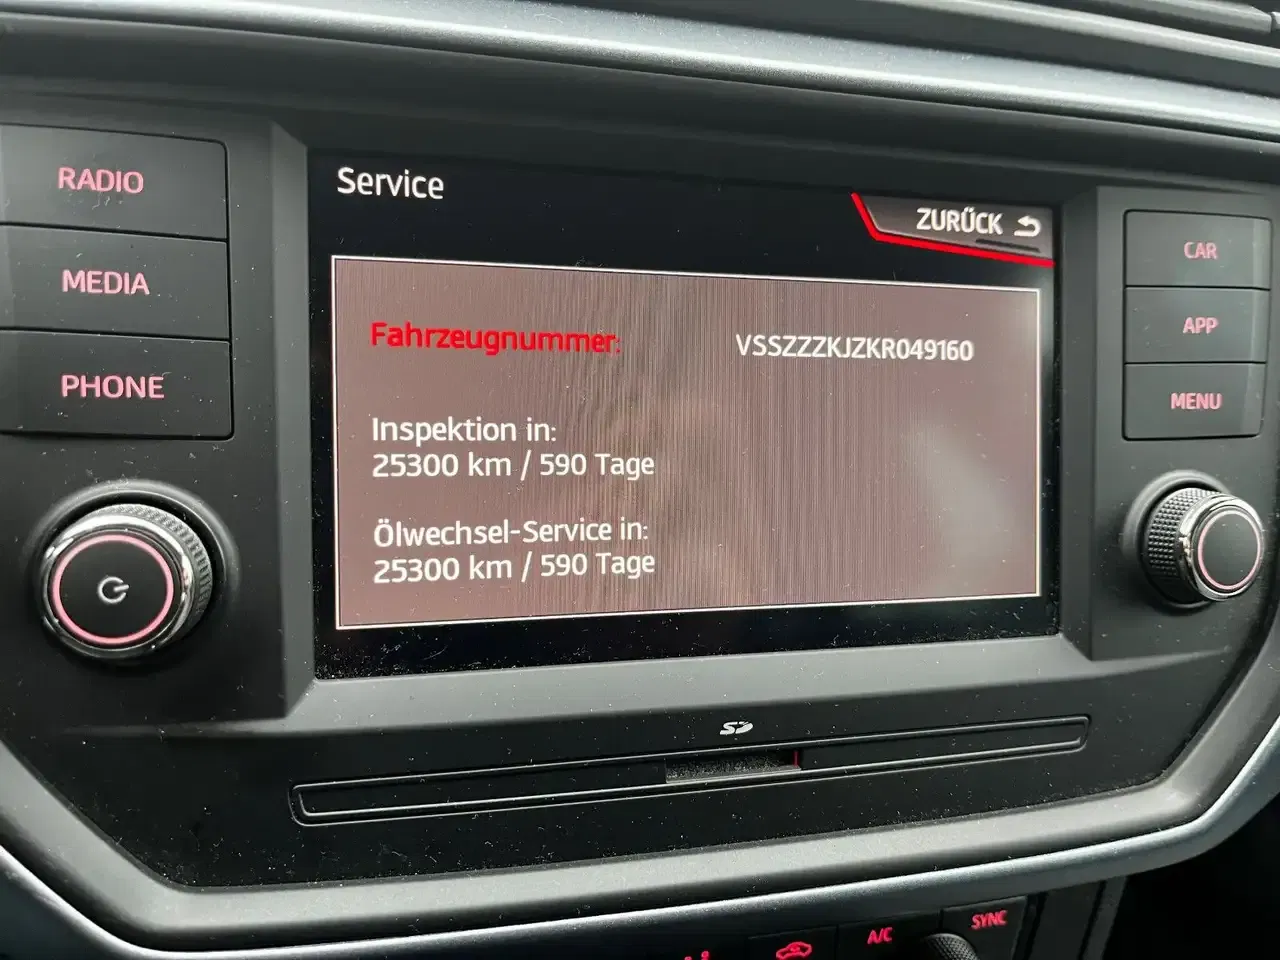 Service
ZURÜCK
Fahrzeugnummer: VSSZZZKJZKR049160
Inspektion in:
25300 km / 590 Tage
Ölwechsel-Service in:
25300 km / 590 Tage
RADIO
MEDIA
PHONE
CAR
APP
MENU
SD
A/C
SYNC